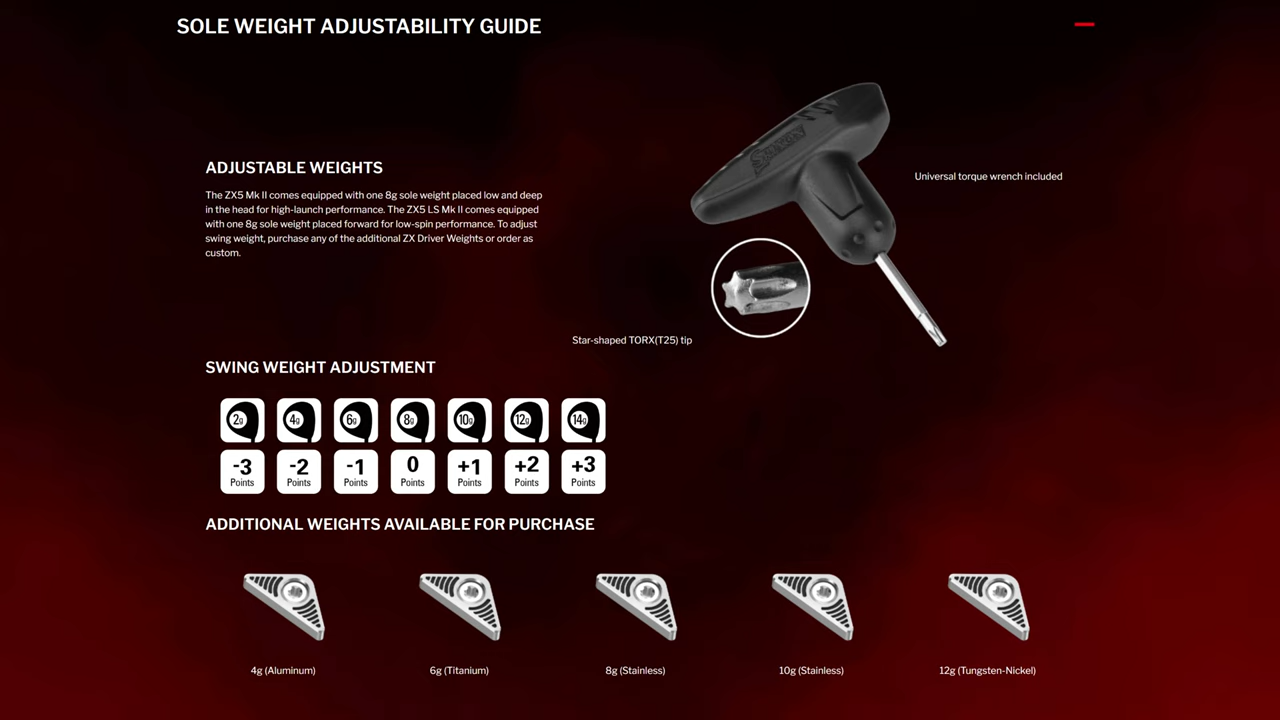 SOLE WEIGHT ADJUSTABILITY GUIDE
ADJUSTABLE WEIGHTS
The ZX5 Mk II comes equipped with one 8g sole weight placed low and deep
in the head for high-launch performance. The ZX5 LS Mk II comes equipped
with one 8g sole weight placed forward for low-spin performance. To adjust
swing weight, purchase any of the additional ZX Driver Weights or order as
custom.
SRIXON
Universal torque wrench included
Star-shaped TORX(T25) tip
SWING WEIGHT ADJUSTMENT
2g 4g 6g 8g 10g 12g 14g
-3 -2 -1 0 +1 +2 +3
Points Points Points Points Points Points Points
ADDITIONAL WEIGHTS AVAILABLE FOR PURCHASE
4g (Aluminum) 6g (Titanium) 8g (Stainless) 10g (Stainless) 12g (Tungsten-Nickel)